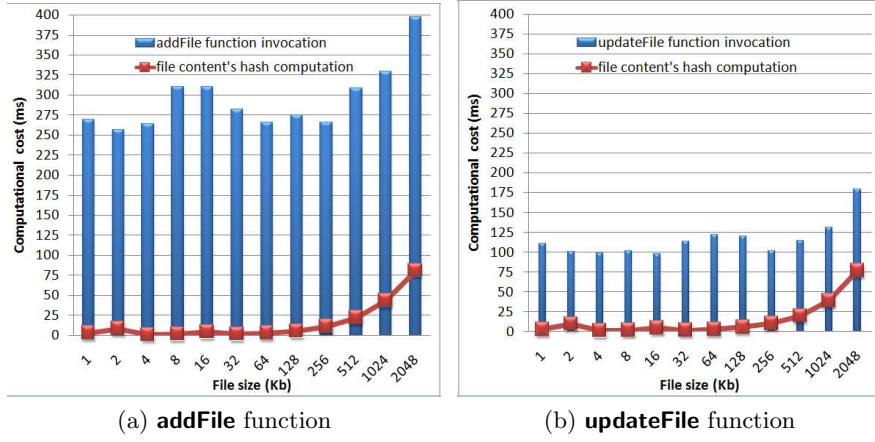 400
375
350
325
300
275
250
225
200
175
150
125
100
75
50
25
0
Computational cost (ms)
addFile function invocation
file content's hash computation
1 2 4 8 16 32 64 128 256 512 1024 2048
File size (Kb)
(a) addFile function
400
375
350
325
300
275
250
225
200
175
150
125
100
75
50
25
0
Computational cost (ms)
updateFile function invocation
file content's hash computation
1 2 4 8 16 32 64 128 256 512 1024 2048
File size (Kb)
(b) updateFile function